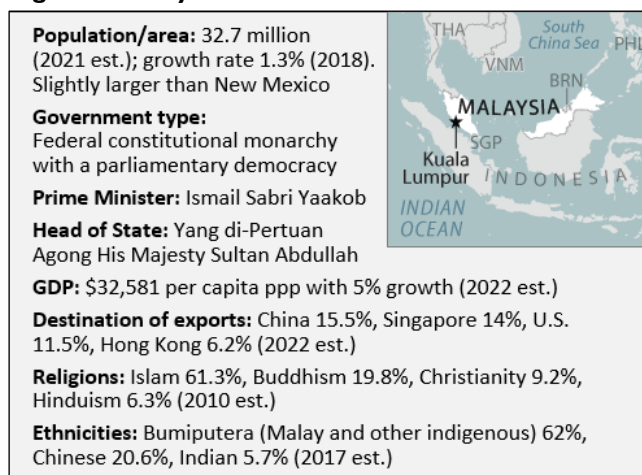 Population/area: 32.7 million
(2021 est.); growth rate 1.3% (2018).
Slightly larger than New Mexico
Government type:
Federal constitutional monarchy
with a parliamentary democracy
Prime Minister: Ismail Sabri Yaakob
Head of State: Yang di-Pertuan
Agong His Majesty Sultan Abdullah
GDP: $32,581 per capita ppp with 5% growth (2022 est.)
Destination of exports: China 15.5%, Singapore 14%, U.S.
11.5%, Hong Kong 6.2% (2022 est.)
Religions: Islam 61.3%, Buddhism 19.8%, Christianity 9.2%,
Hinduism 6.3% (2010 est.)
Ethnicities: Bumiputera (Malay and other indigenous) 62%,
Chinese 20.6%, Indian 5.7% (2017 est.)
THA
South
China Sea
PHL
VNM
BRN
MALAYSIA
SGP
Kuala
Lumpur
INDONESIA
INDIAN
OCEAN